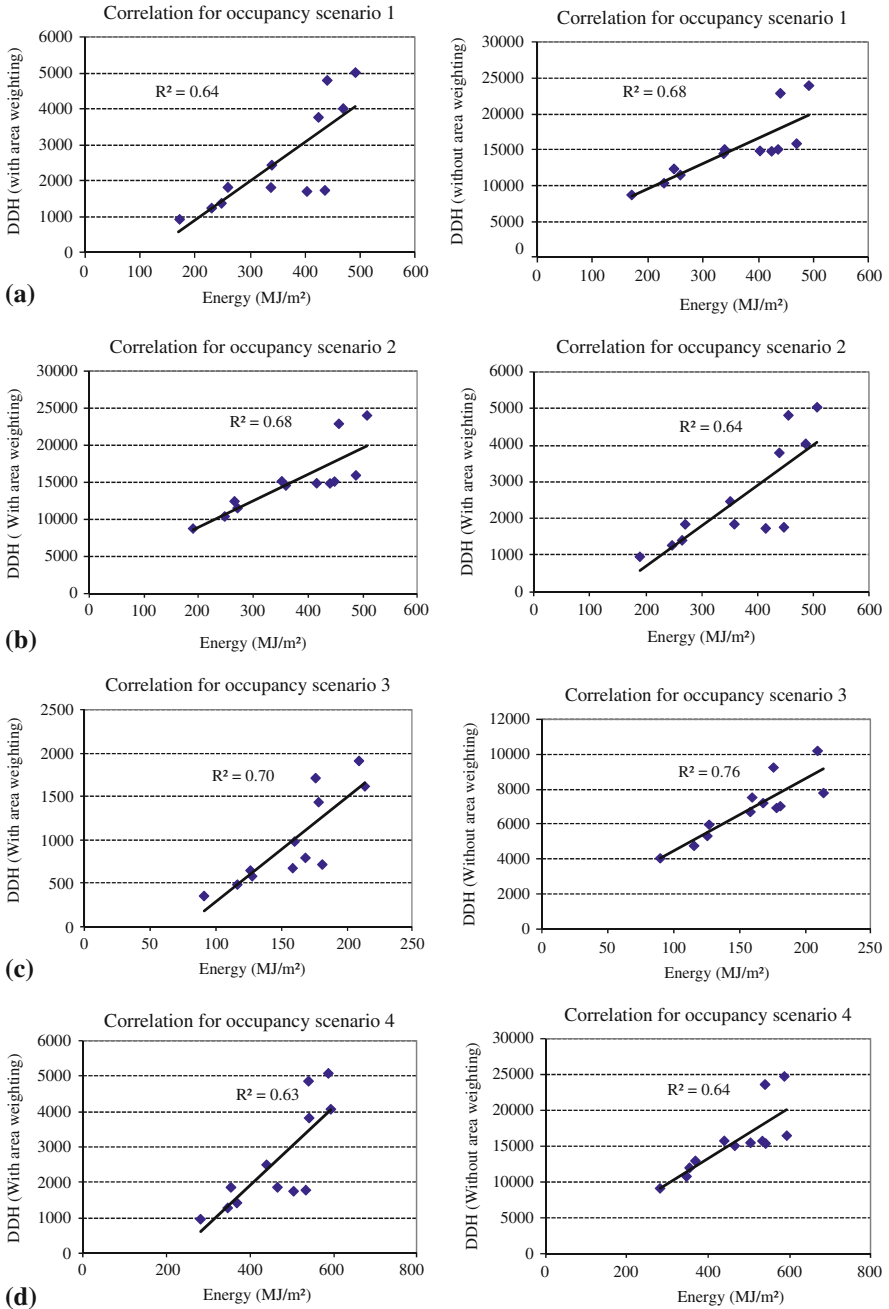 Correlation for occupancy scenario 1
DDH (with area weighting)
6000
5000
4000
3000
2000
1000
0
R² = 0.64
0 100 200 300 400 500 600
Energy (MJ/m²)
(a)
Correlation for occupancy scenario 1
DDH (without area weighting)
30000
25000
20000
15000
10000
5000
0
R² = 0.68
0 100 200 300 400 500 600
Energy (MJ/m²)
Correlation for occupancy scenario 2
DDH ( With area weighting)
30000
25000
20000
15000
10000
5000
0
R² = 0.68
0 100 200 300 400 500 600
Energy (MJ/m²)
(b)
Correlation for occupancy scenario 2
DDH (With area weighting)
6000
5000
4000
3000
2000
1000
0
R² = 0.64
0 100 200 300 400 500 600
Energy (MJ/m²)
Correlation for occupancy scenario 3
DDH (With area weighting)
2500
2000
1500
1000
500
0
R² = 0.70
0 50 100 150 200 250
Energy (MJ/m²)
(c)
Correlation for occupancy scenario 3
DDH (Without area weighting)
12000
10000
8000
6000
4000
2000
0
R² = 0.76
0 100 150 200 250
Energy (MJ/m²)
Correlation for occupancy scenario 4
DDH (With area weighting)
6000
5000
4000
3000
2000
1000
0
R² = 0.63
0 200 400 600 800
Energy (MJ/m²)
(d)
Correlation for occupancy scenario 4
DDH (Without area weighting)
30000
25000
20000
15000
10000
5000
0
R² = 0.64
0 200 400 600 800
Energy (MJ/m²)